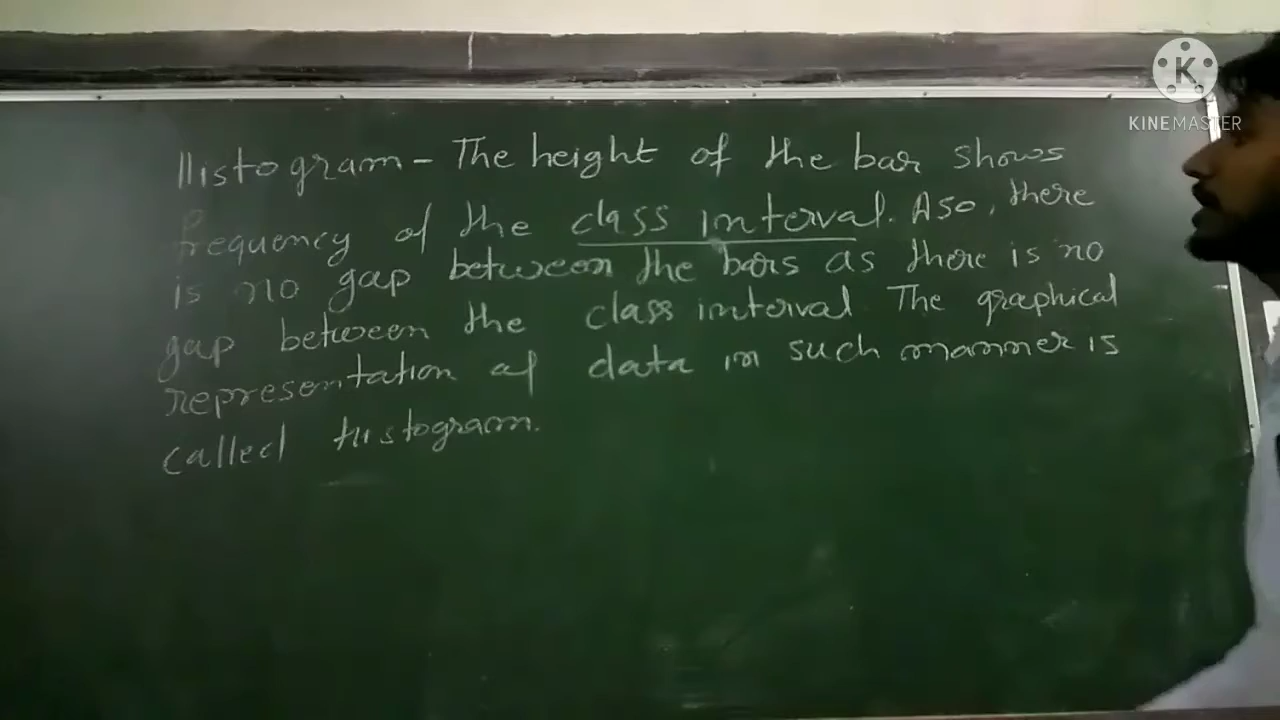 Histogram - The height of the bar shows
frequency of the class interval. Aso, there
is no gap between the bars as there is no
gap between the class interval The graphical
representation of data in such manner is
called histogram.
K
KINEMASTER